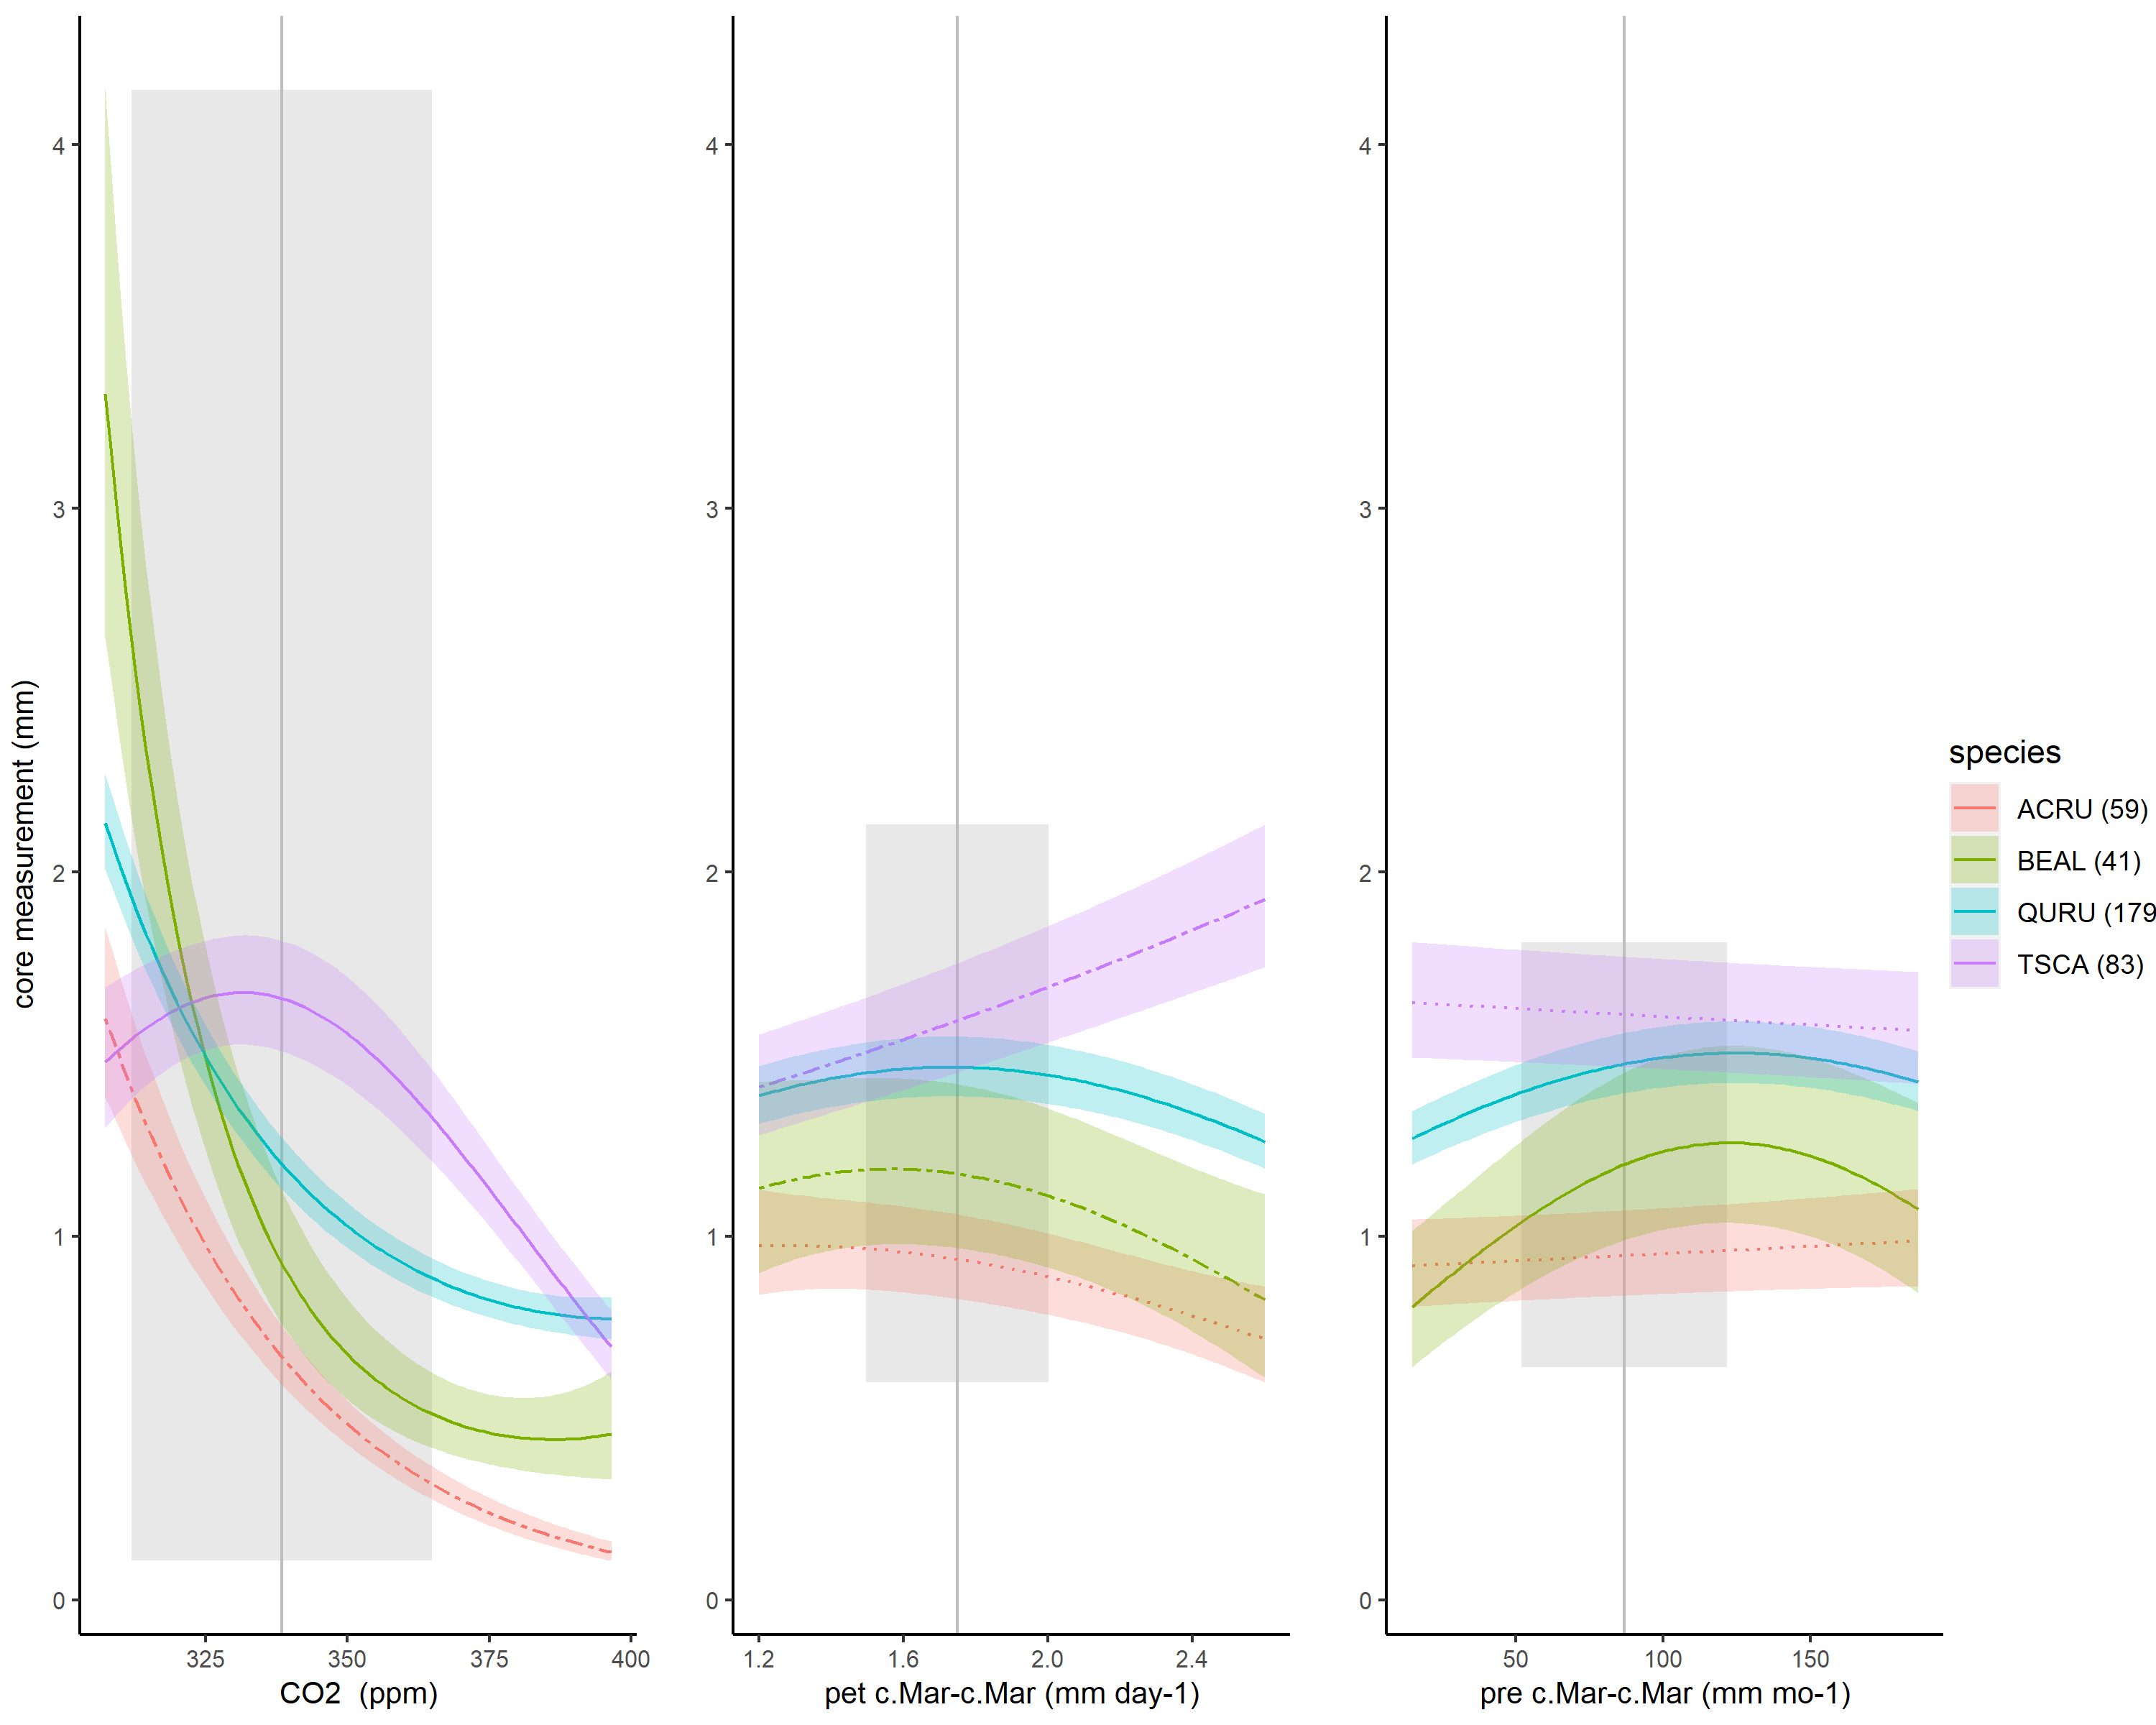 core measurement (mm)
4
3
2
1
0
325 350 375 400
CO2 (ppm)
4
3
2
1
0
1.2 1.6 2.0 2.4
pet c.Mar-c.Mar (mm day-1)
4
3
2
1
0
50 100 150
pre c.Mar-c.Mar (mm mo-1)
species
ACRU (59)
BEAL (41)
QURU (179
TSCA (83)